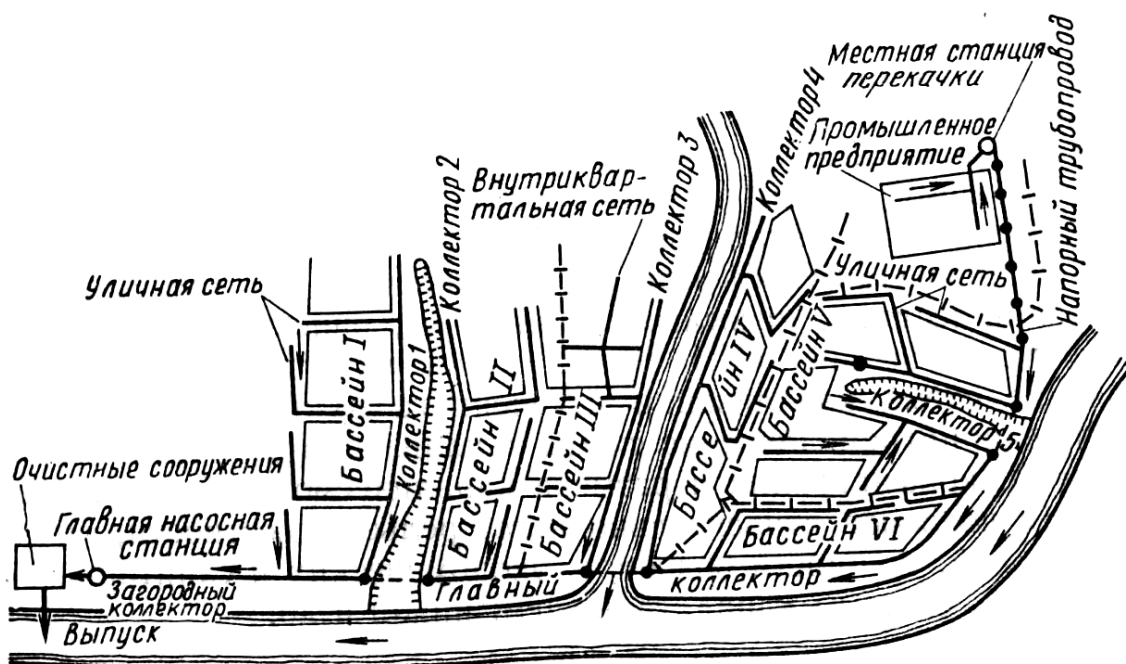 Местная станция
перекачки
Напорный трубопровод
Промышленное
предприятие
Коллектор 4
Коллектор 3
Коллектор 2
Внутриквар-
тальная сеть
Уличная сеть
Уличная сеть
Бассейн I
Коллектор 1
Бассейн II
Бассейн III
Бассейн IV
Бассейн V
Коллектор 5
Бассейн VI
Очистные сооружения
Главная насосная
станция
Загородный
коллектор
Главный
коллектор
Выпуск